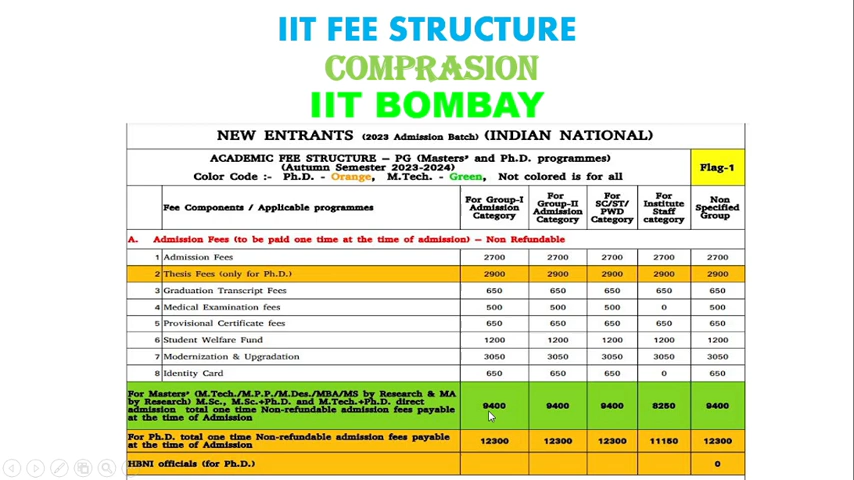 IIT FEE STRUCTURE
COMPRASION
IIT BOMBAY
NEW ENTRANTS (2023 Admission Batch) (INDIAN NATIONAL)
ACADEMIC FEE STRUCTURE – PG (Masters' and Ph.D. programmes)
(Autumn Semester 2023-2024)
Color Code :- Ph.D. - Orange, M.Tech. - Green, Not colored is for all
Flag-1
Fee Components / Applicable programmes
For Group-I Admission Category
For Group-II Admission Category
For SC/ST/ PWD Category
For Institute Staff category
Non Specified Group
A. Admission Fees (to be paid one time at the time of admission) – Non Refundable
1 Admission Fees 2700 2700 2700 2700 2700
2 Thesis Fees (only for Ph.D.) 2900 2900 2900 2900 2900
3 Graduation Transcript Fees 650 650 650 650 650
4 Medical Examination fees 500 500 500 0 500
5 Provisional Certificate fees 650 650 650 650 650
6 Student Welfare Fund 1200 1200 1200 1200 1200
7 Modernization & Upgradation 3050 3050 3050 3050 3050
8 Identity Card 650 650 650 0 650
For Masters' (M.Tech./M.P.P./M.Des./MBA/MS by Research & MA
by Research) M.Sc., M.Sc.+Ph.D. and M.Tech.+Ph.D. direct
admission total one time Non-refundable admission fees payable
at the time of Admission
9400 9400 9400 8250 9400
For Ph.D. total one time Non-refundable admission fees payable
at the time of Admission
12300 12300 12300 11150 12300
HBNI officials (for Ph.D.) 0